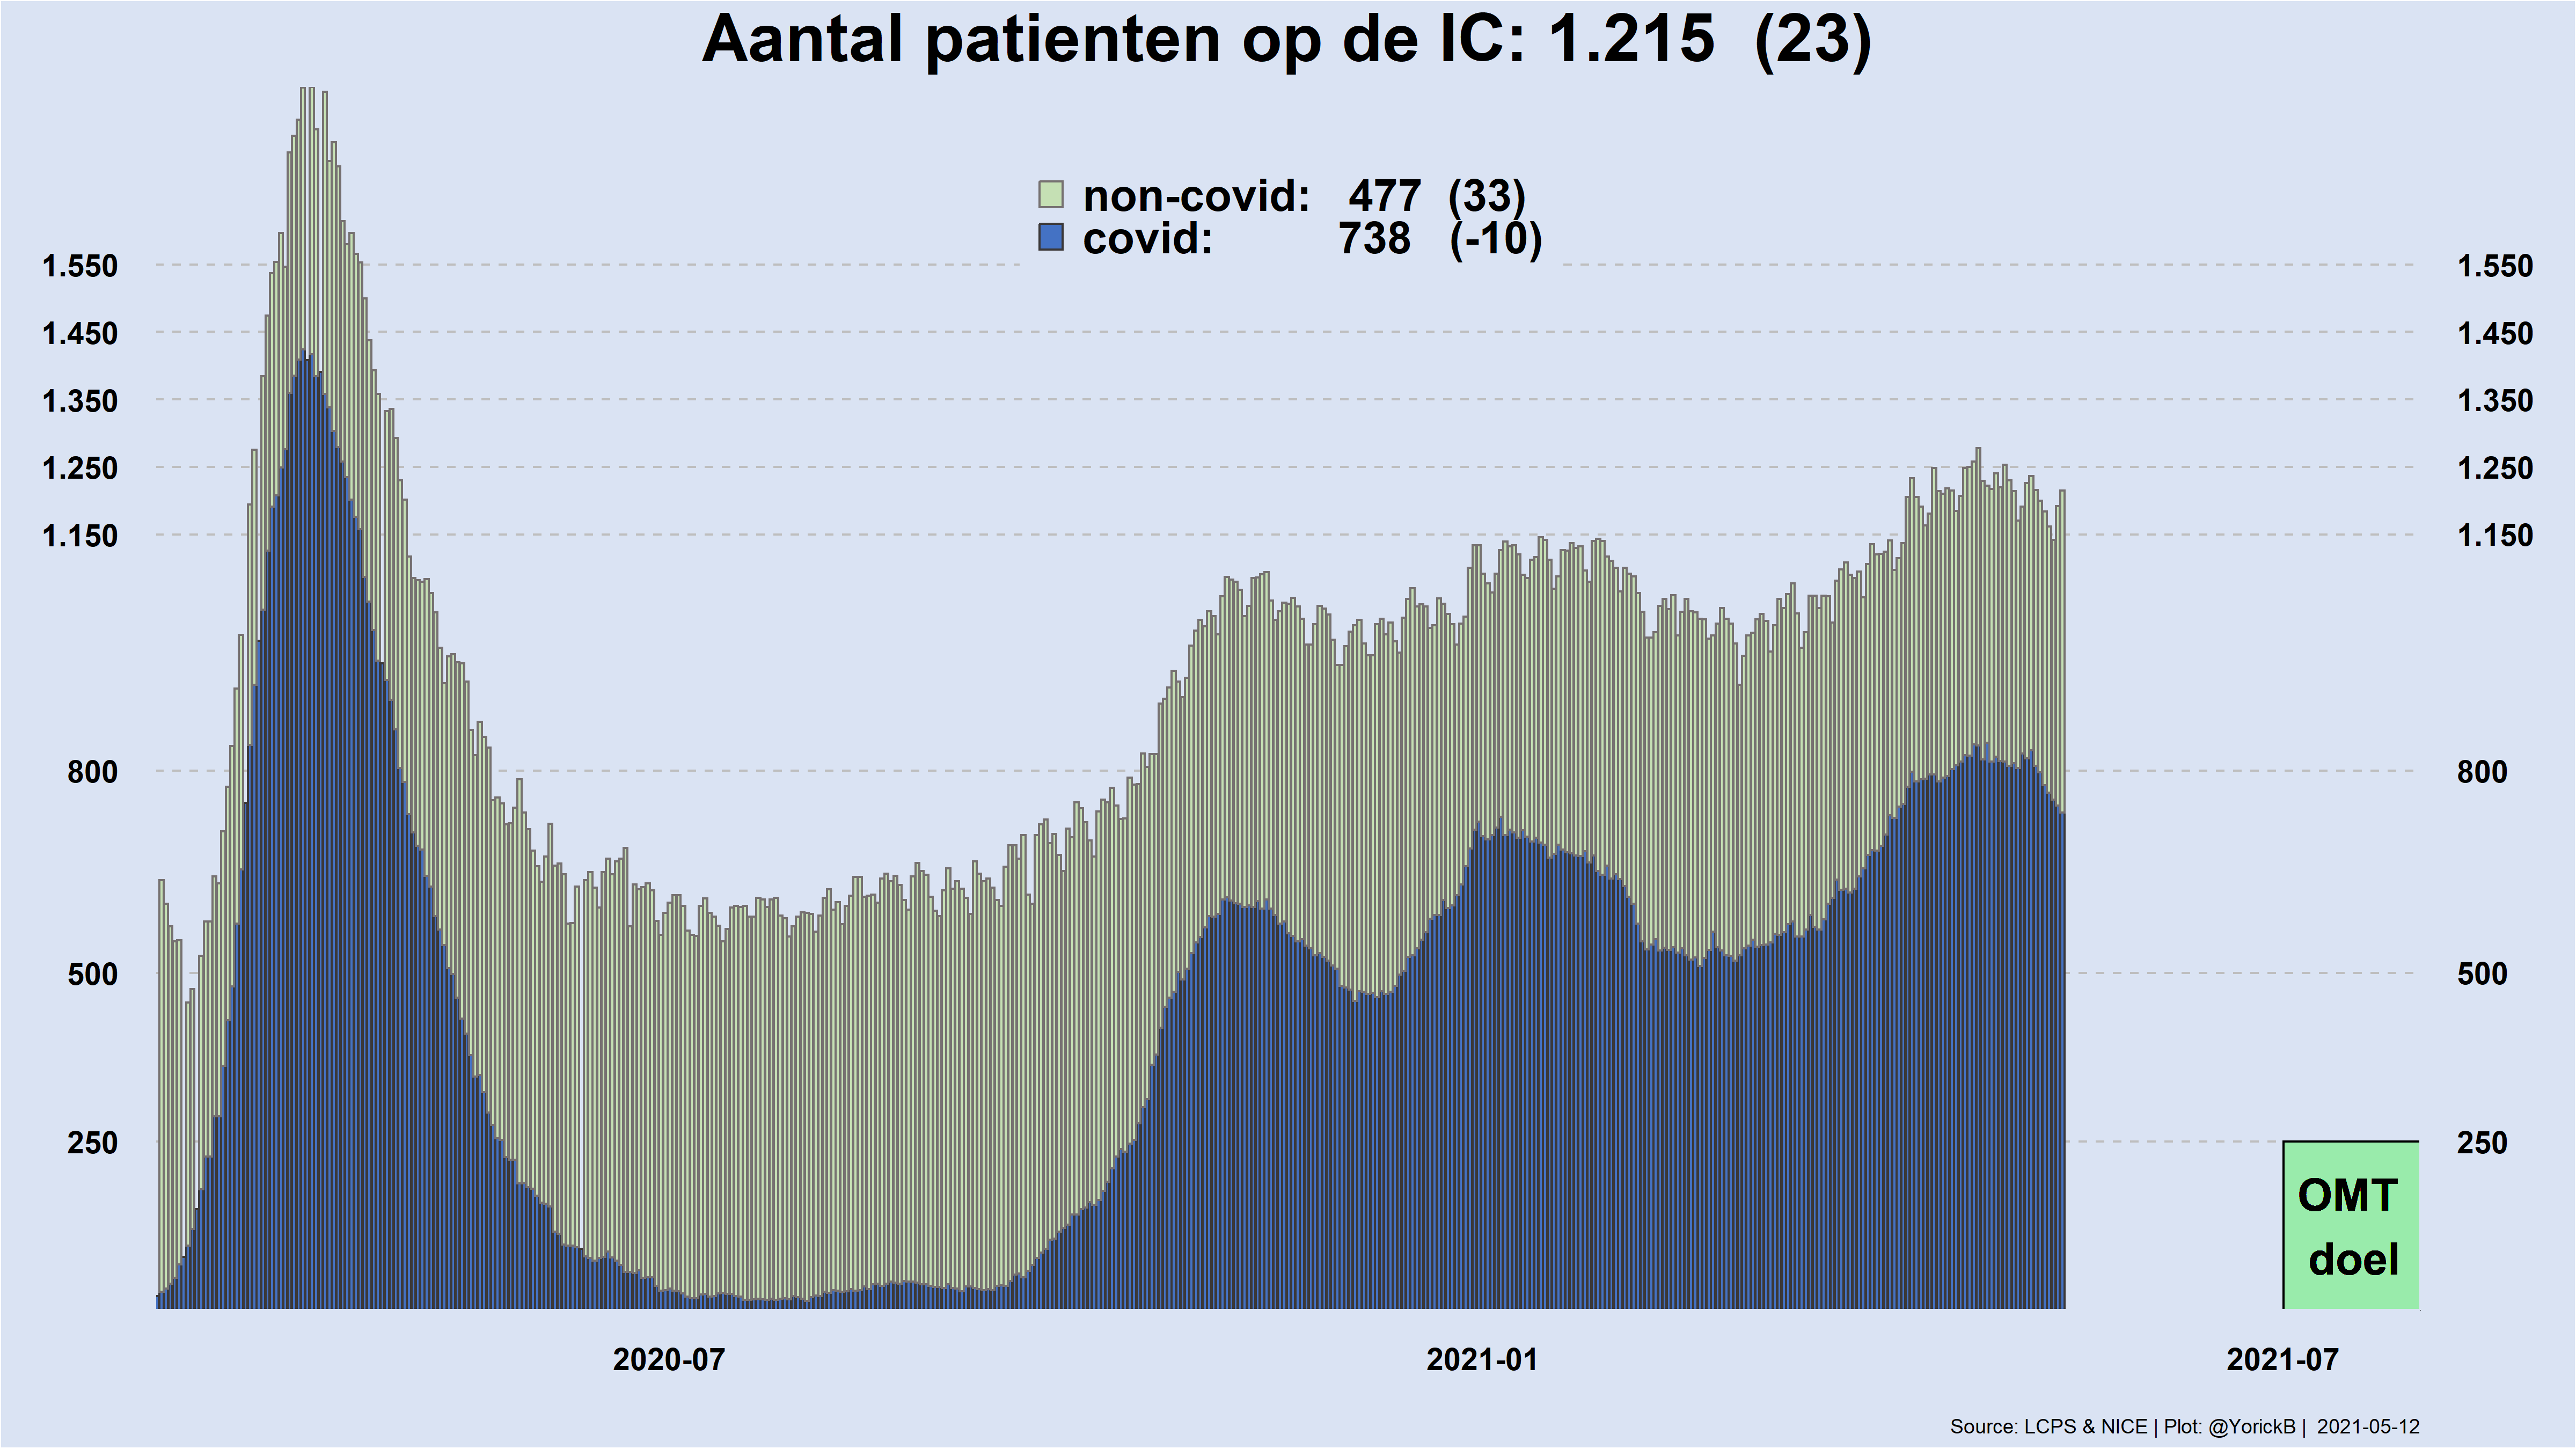 Aantal patienten op de IC: 1.215 (23)
non-covid: 477 (33)
covid: 738 (-10)
1.550 1.550
1.450 1.450
1.350 1.350
1.250 1.250
1.150 1.150
800 800
500 500
250 250
OMT
doel
2020-07 2021-01 2021-07
Source: LCPS & NICE | Plot: @YorickB | 2021-05-12